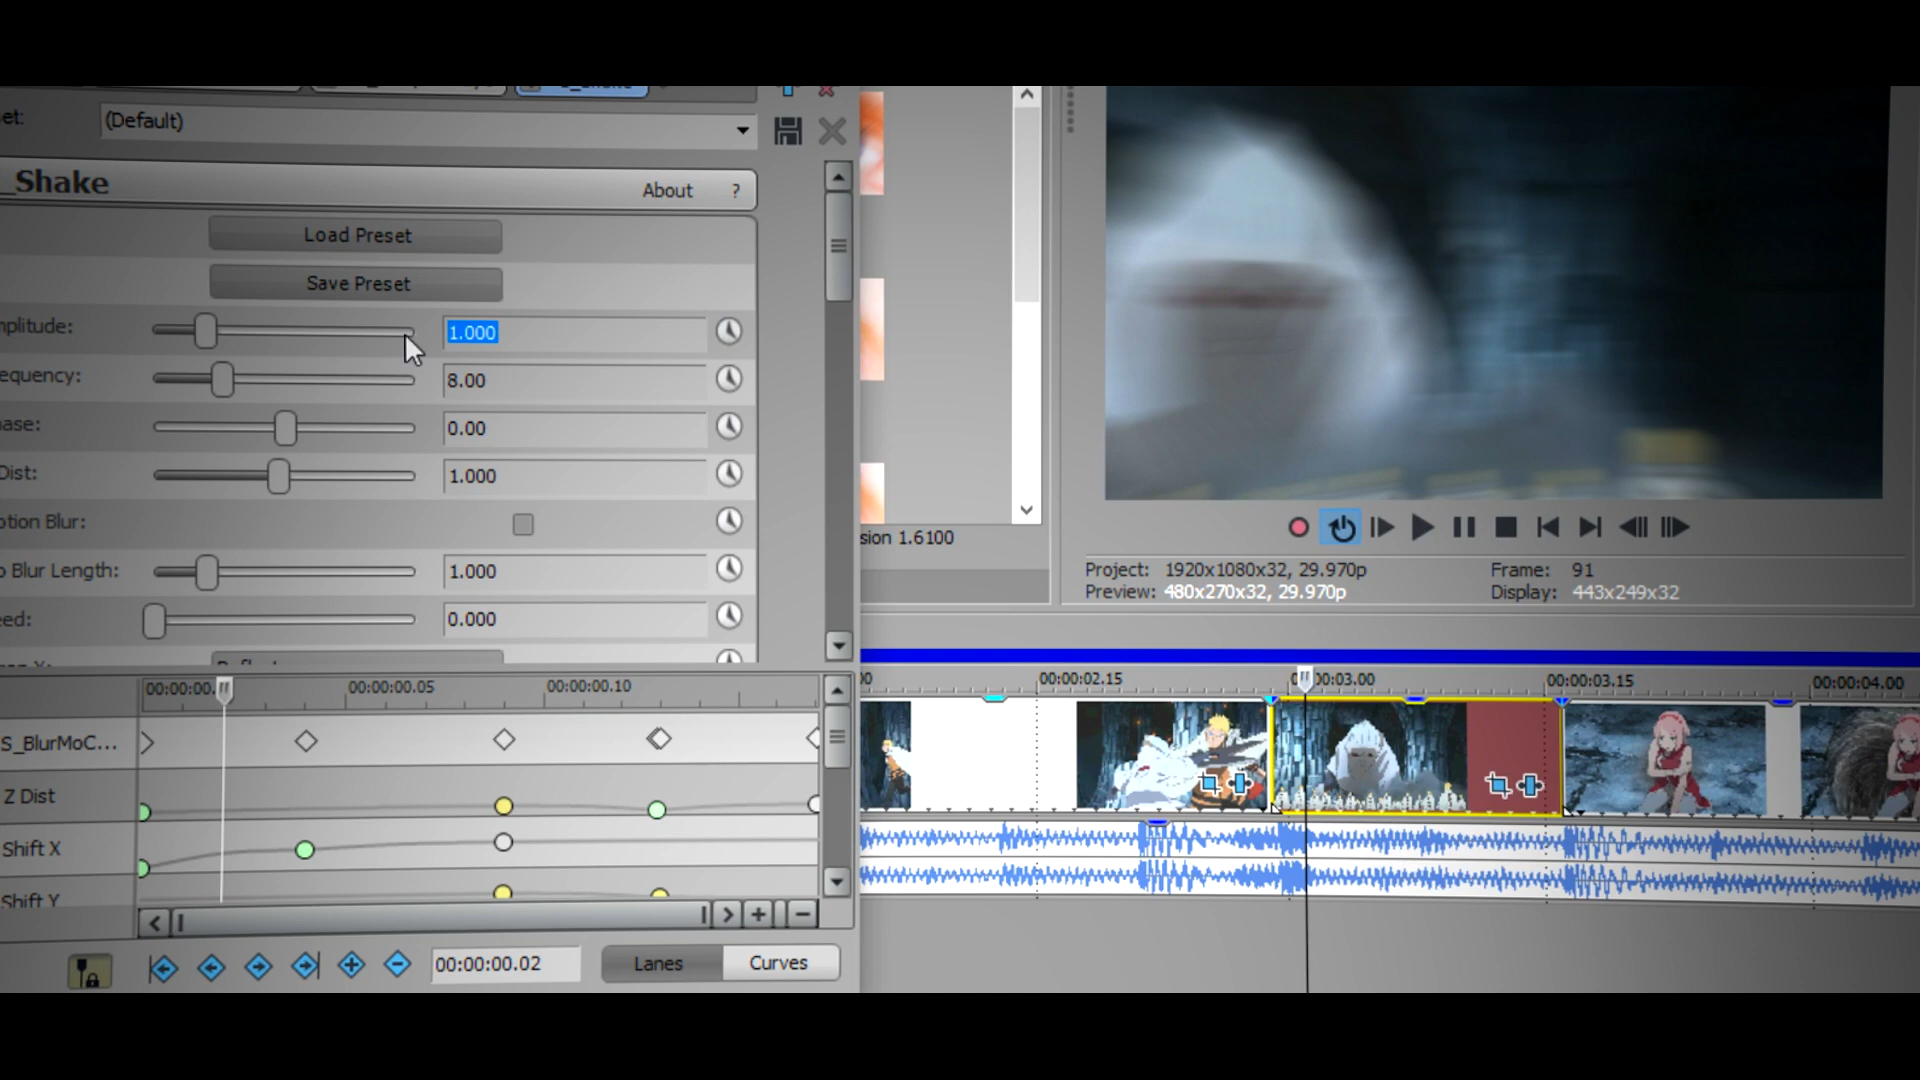 et:
(Default)
_Shake
About
?
Load Preset
Save Preset
mplitude:
1.000
equency:
8.00
ase:
0.00
Dist:
1.000
otion Blur:
o Blur Length:
1.000
eed:
0.000
sion 1.6100
Project: 1920x1080x32, 29.970p
Frame: 91
Preview: 480x270x32, 29.970p
Display: 443x249x32
00:00:00.
00:00:00.05
00:00:00.10
00
00:00:02.15
00:00:03.00
00:00:03.15
00:00:04.00
S_BlurMoC...
Z Dist
Shift X
Shift Y
00:00:00.02
Lanes
Curves